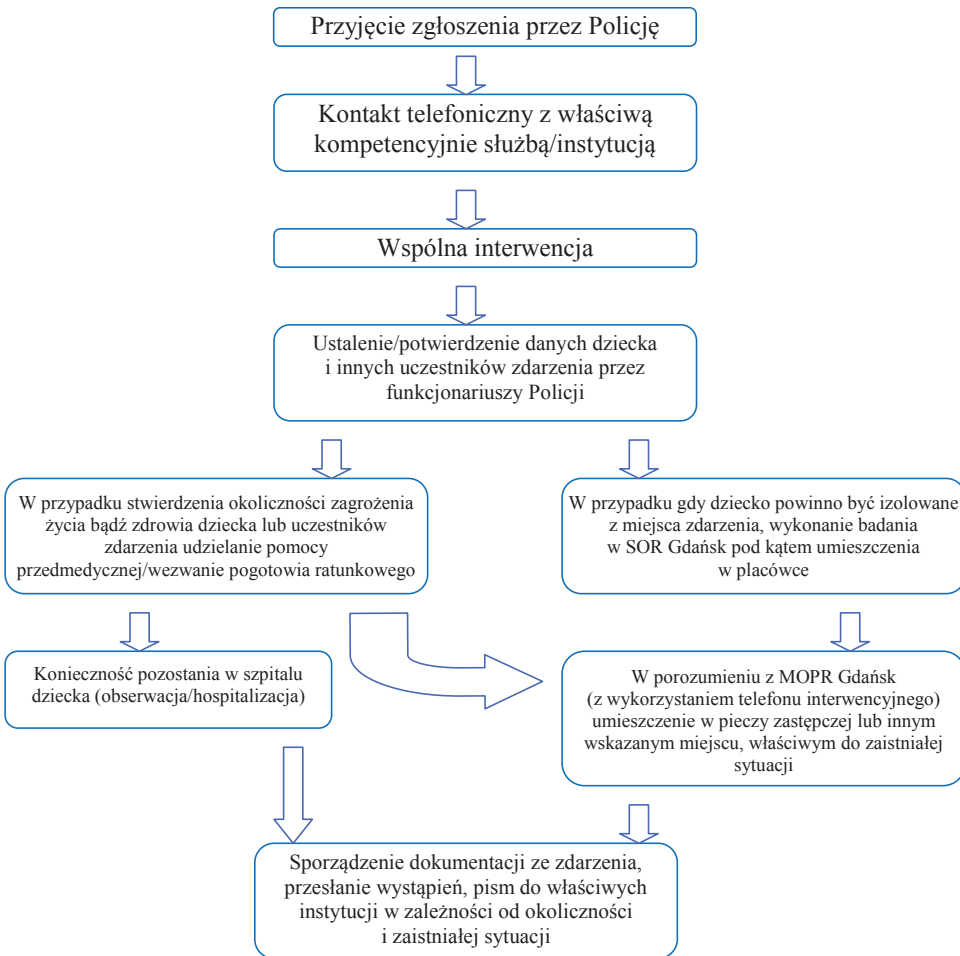 Przyjęcie zgłoszenia przez Policję
Kontakt telefoniczny z właściwą
kompetencyjnie służbą/instytucją
Wspólna interwencja
Ustalenie/potwierdzenie danych dziecka
i innych uczestników zdarzenia przez
funkcjonariuszy Policji
W przypadku stwierdzenia okoliczności zagrożenia
życia bądź zdrowia dziecka lub uczestników
zdarzenia udzielanie pomocy
przedmedycznej/wezwanie pogotowia ratunkowego
W przypadku gdy dziecko powinno być izolowane
z miejsca zdarzenia, wykonanie badania
w SOR Gdańsk pod kątem umieszczenia
w placówce
Konieczność pozostania w szpitalu
dziecka (obserwacja/hospitalizacja)
W porozumieniu z MOPR Gdańsk
(z wykorzystaniem telefonu interwencyjnego)
umieszczenie w pieczy zastępczej lub innym
wskazanym miejscu, właściwym do zaistniałej
sytuacji
Sporządzenie dokumentacji ze zdarzenia,
przesłanie wystąpień, pism do właściwych
instytucji w zależności od okoliczności
i zaistniałej sytuacji